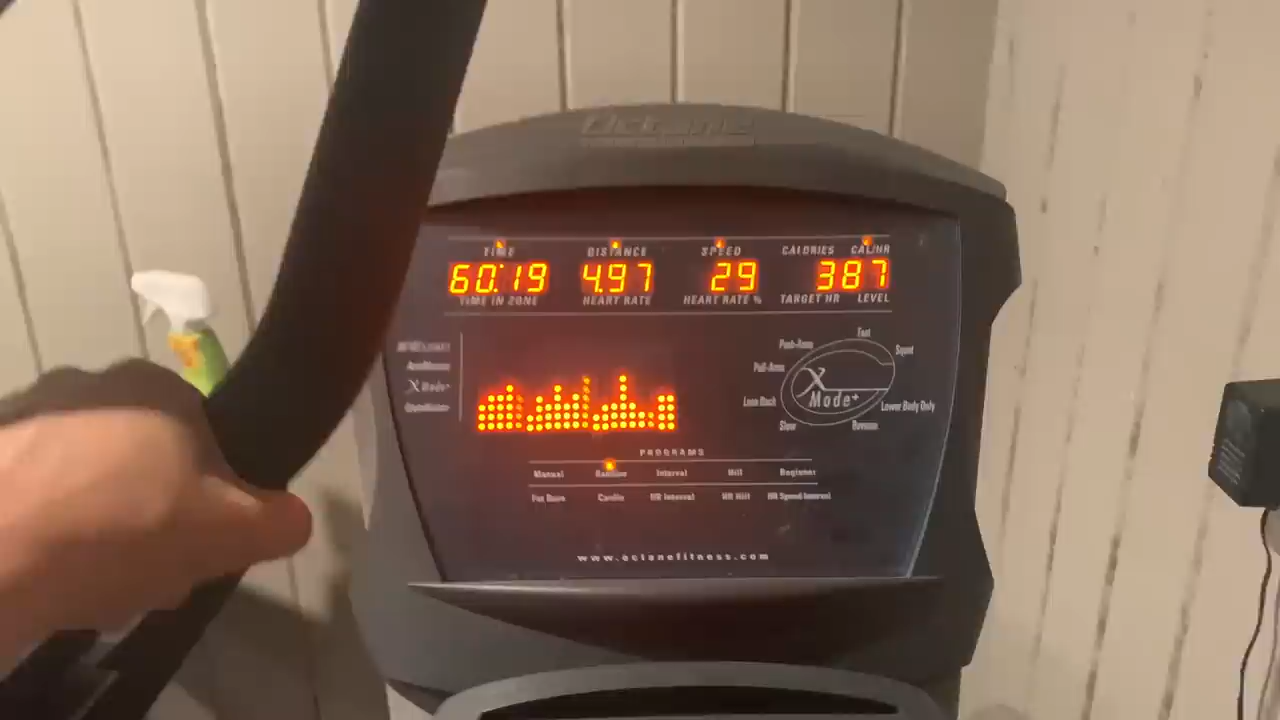 Octane
TIME DISTANCE SPEED CALORIES CAL/HR
60:19 4.97 29 387
TIME IN ZONE HEART RATE HEART RATE % TARGET HR LEVEL
X Mode+
Fast
Push-Arms
Squat
Pull-Arms
X Mode+
Lean Back
Lower Body Only
Slow
Reverse
PROGRAMS
Manual Random Interval Hill Beginner
Fat Burn Cardio HR Interval HR Hill HR Speed Interval
www.octanefitness.com